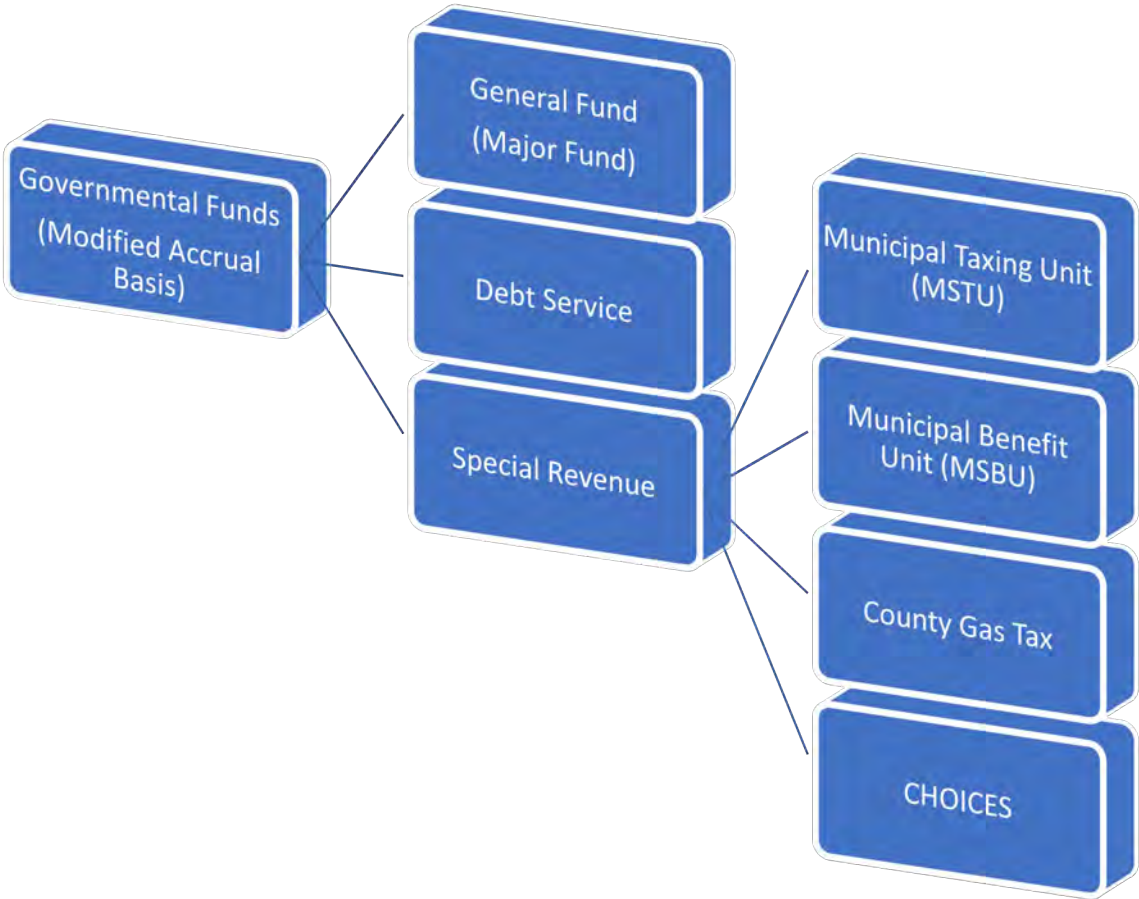 Governmental Funds
(Modified Accrual
Basis)
General Fund
(Major Fund)
Debt Service
Special Revenue
Municipal Taxing Unit
(MSTU)
Municipal Benefit
Unit (MSBU)
County Gas Tax
CHOICES